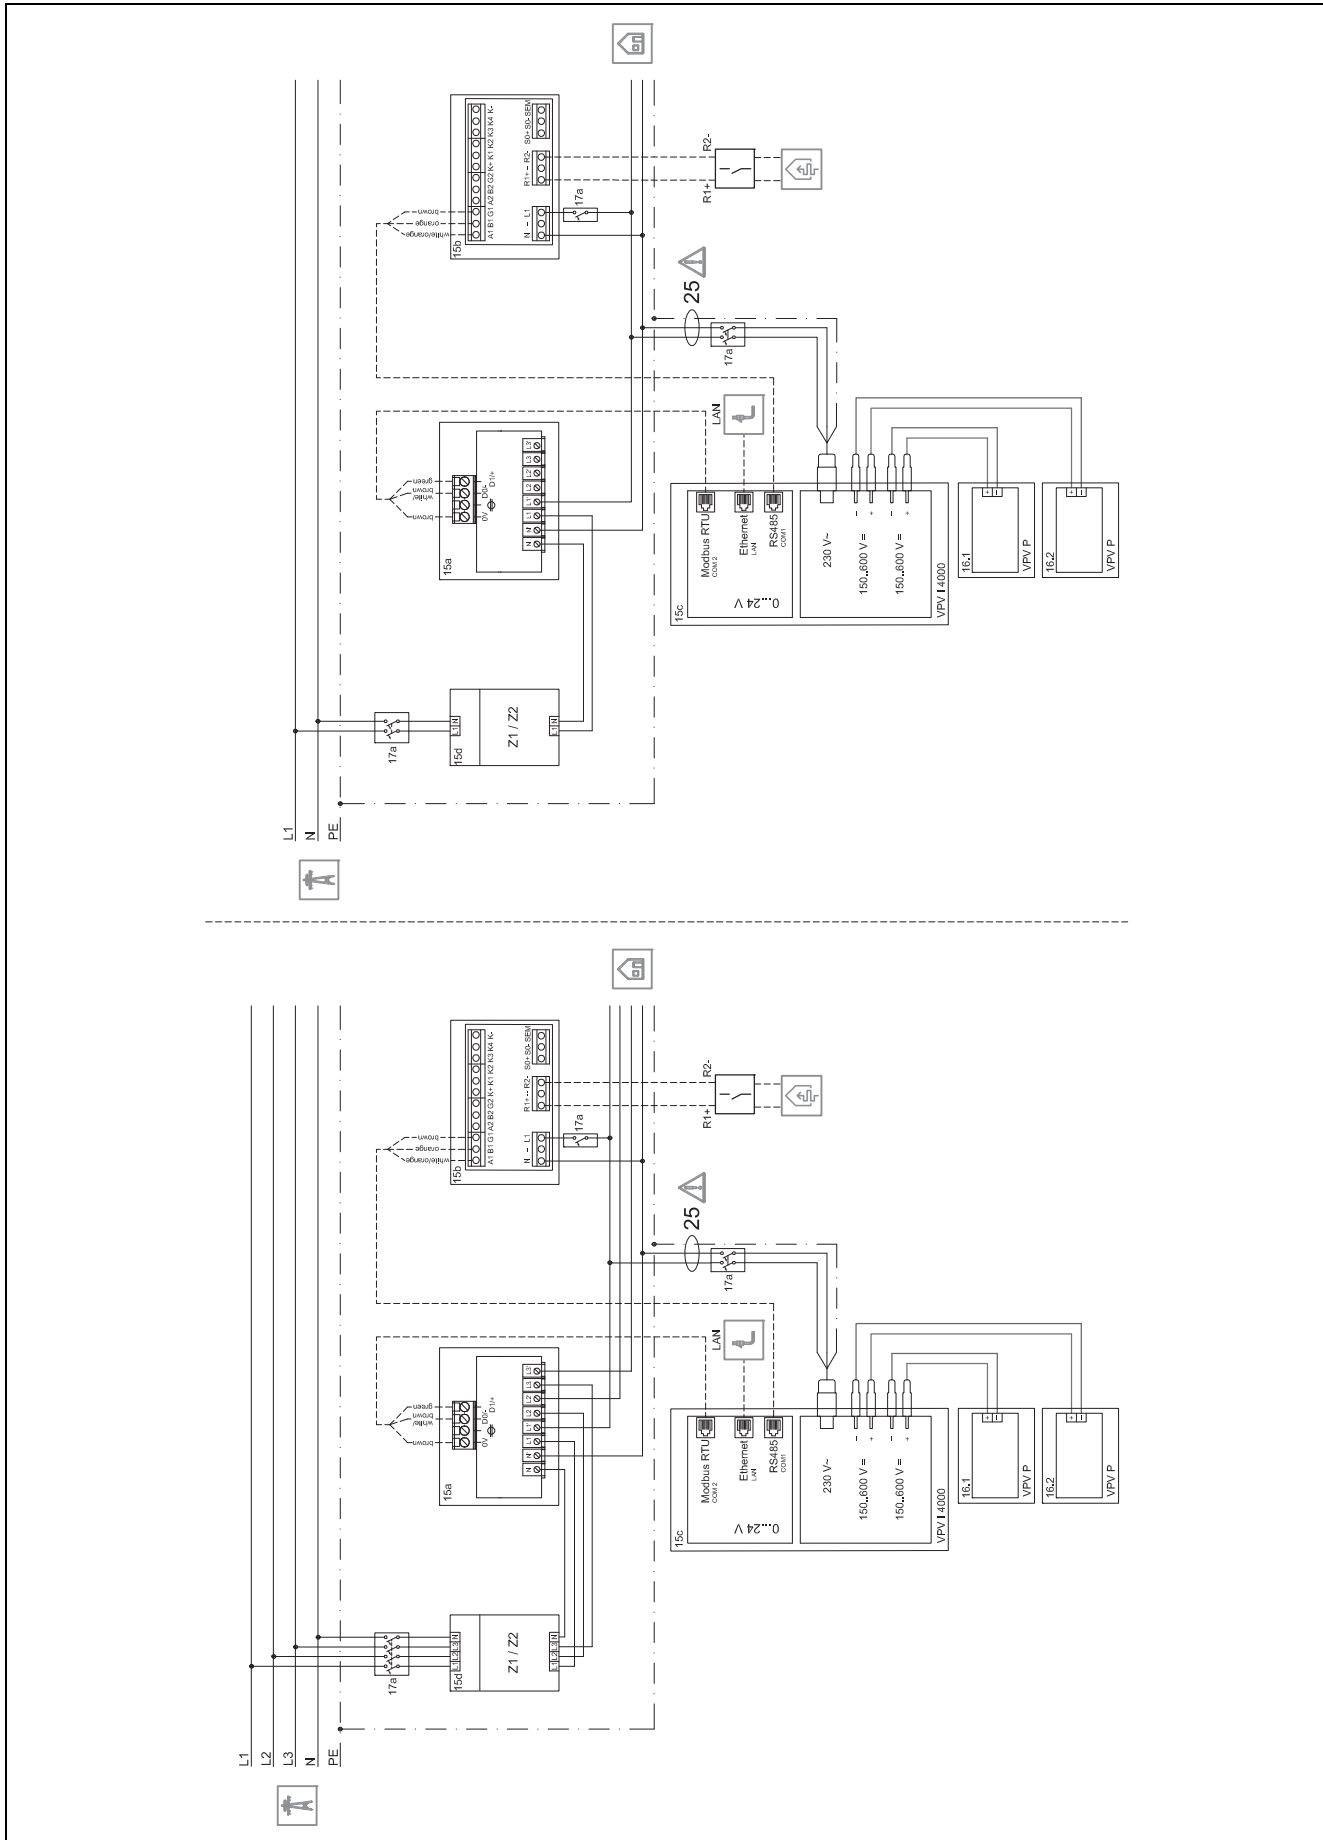 L1
N
PE
17a
15d
L1 N
Z1 / Z2
L1 N
15a
brown
white/
brown
green
0V
D0/-
D1/+
N N' L1 L1' L2 L2' L3 L3'
15b
white/orange
orange
brown
A1 B1 G1 A2 B2 G2 K+ K1 K2 K3 K4 K-
N – L1
R1+ – R2-
S0+ S0- SEM
17a
R1+
R2-
25
17a
LAN
15c
Modbus RTU
COM 2
Ethernet
LAN
RS485
COM1
0...24 V
230 V~
150..600 V =
150..600 V =
– + – +
VPV I 4000
16.1
+ –
VPV P
16.2
+ –
VPV P
L1
L2
L3
N
PE
17a
15d
L1 L2 L3 N
Z1 / Z2
L1 L2 L3 N
15a
brown
white/
brown
green
0V
D0/-
D1/+
N N' L1 L1' L2 L2' L3 L3'
15b
white/orange
orange
brown
A1 B1 G1 A2 B2 G2 K+ K1 K2 K3 K4 K-
N – L1
R1+ -- R2-
S0+ S0- SEM
17a
R1+
R2-
25
17a
LAN
15c
Modbus RTU
COM 2
Ethernet
LAN
RS485
COM1
0...24 V
230 V~
150..600 V =
150..600 V =
– + – +
VPV I 4000
16.1
+ –
VPV P
16.2
+ –
VPV P